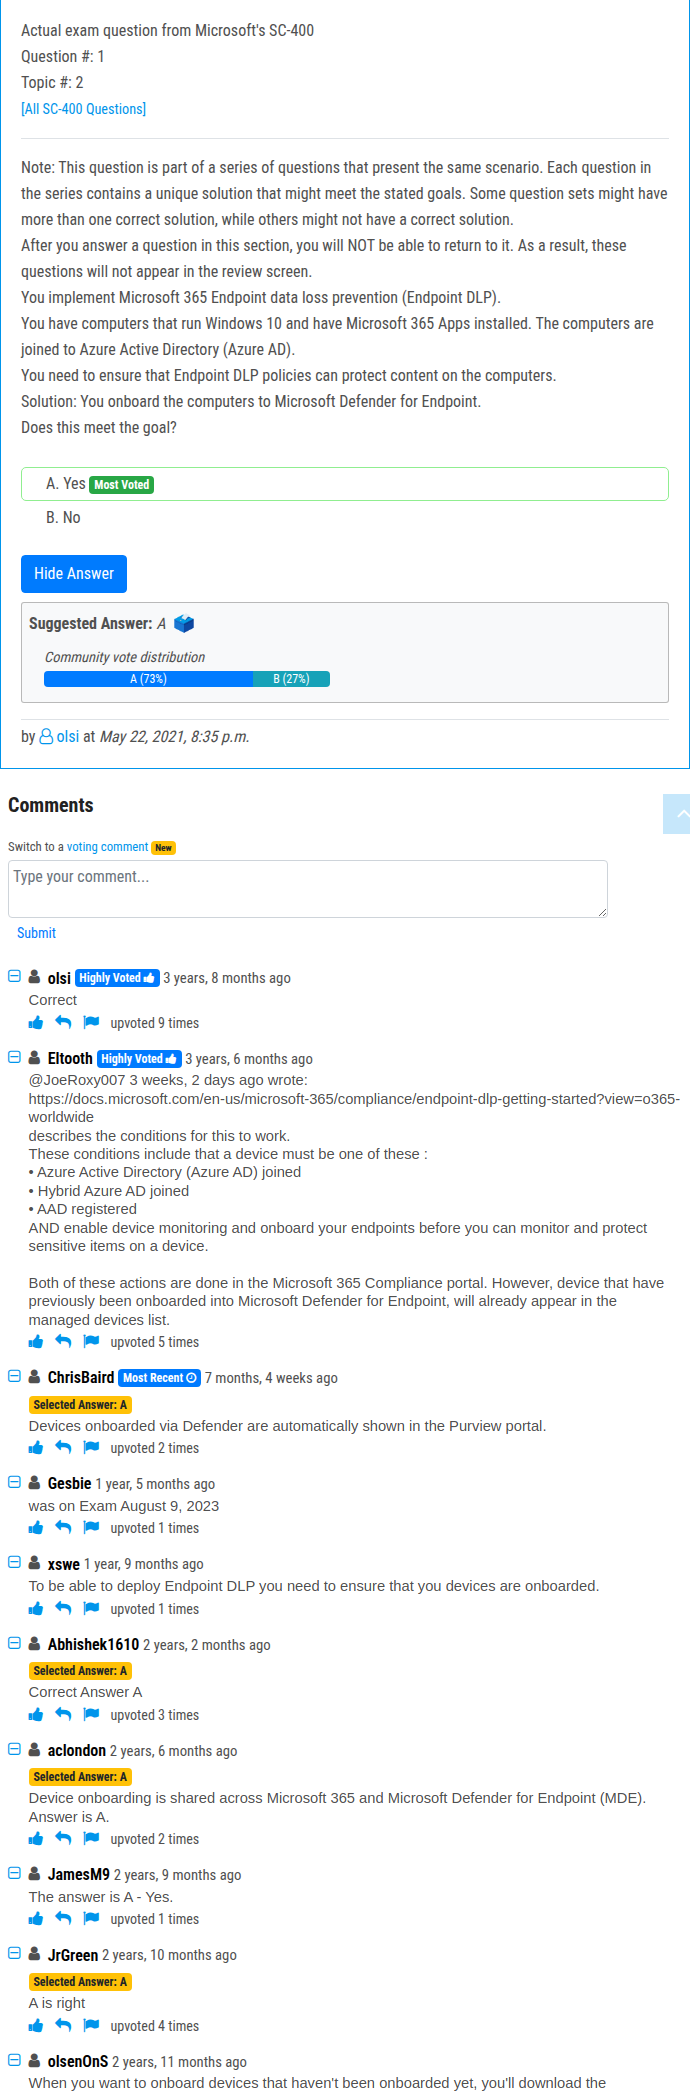 Actual exam question from Microsoft's SC-400
Question #: 1
Topic #: 2
[All SC-400 Questions]
Note: This question is part of a series of questions that present the same scenario. Each question in
the series contains a unique solution that might meet the stated goals. Some question sets might have
more than one correct solution, while others might not have a correct solution.
After you answer a question in this section, you will NOT be able to return to it. As a result, these
questions will not appear in the review screen.
You implement Microsoft 365 Endpoint data loss prevention (Endpoint DLP).
You have computers that run Windows 10 and have Microsoft 365 Apps installed. The computers are
joined to Azure Active Directory (Azure AD).
You need to ensure that Endpoint DLP policies can protect content on the computers.
Solution: You onboard the computers to Microsoft Defender for Endpoint.
Does this meet the goal?
A. Yes Most Voted
B. No
Hide Answer
Suggested Answer: A
Community vote distribution
A (73%) B (27%)
by olsi at May 22, 2021, 8:35 p.m.
Comments
Switch to a voting comment New
Type your comment...
Submit
olsi Highly Voted 3 years, 8 months ago
Correct
upvoted 9 times
Eltooth Highly Voted 3 years, 6 months ago
@JoeRoxy007 3 weeks, 2 days ago wrote:
https://docs.microsoft.com/en-us/microsoft-365/compliance/endpoint-dlp-getting-started?view=o365-
worldwide
describes the conditions for this to work.
These conditions include that a device must be one of these :
• Azure Active Directory (Azure AD) joined
• Hybrid Azure AD joined
• AAD registered
AND enable device monitoring and onboard your endpoints before you can monitor and protect
sensitive items on a device.
Both of these actions are done in the Microsoft 365 Compliance portal. However, device that have
previously been onboarded into Microsoft Defender for Endpoint, will already appear in the
managed devices list.
upvoted 5 times
ChrisBaird Most Recent 7 months, 4 weeks ago
Selected Answer: A
Devices onboarded via Defender are automatically shown in the Purview portal.
upvoted 2 times
Gesbie 1 year, 5 months ago
was on Exam August 9, 2023
upvoted 1 times
xswe 1 year, 9 months ago
To be able to deploy Endpoint DLP you need to ensure that you devices are onboarded.
upvoted 1 times
Abhishek1610 2 years, 2 months ago
Selected Answer: A
Correct Answer A
upvoted 3 times
aclondon 2 years, 6 months ago
Selected Answer: A
Device onboarding is shared across Microsoft 365 and Microsoft Defender for Endpoint (MDE).
Answer is A.
upvoted 2 times
JamesM9 2 years, 9 months ago
The answer is A - Yes.
upvoted 1 times
JrGreen 2 years, 10 months ago
Selected Answer: A
A is right
upvoted 4 times
olsenOnS 2 years, 11 months ago
When you want to onboard devices that haven't been onboarded yet, you'll download the